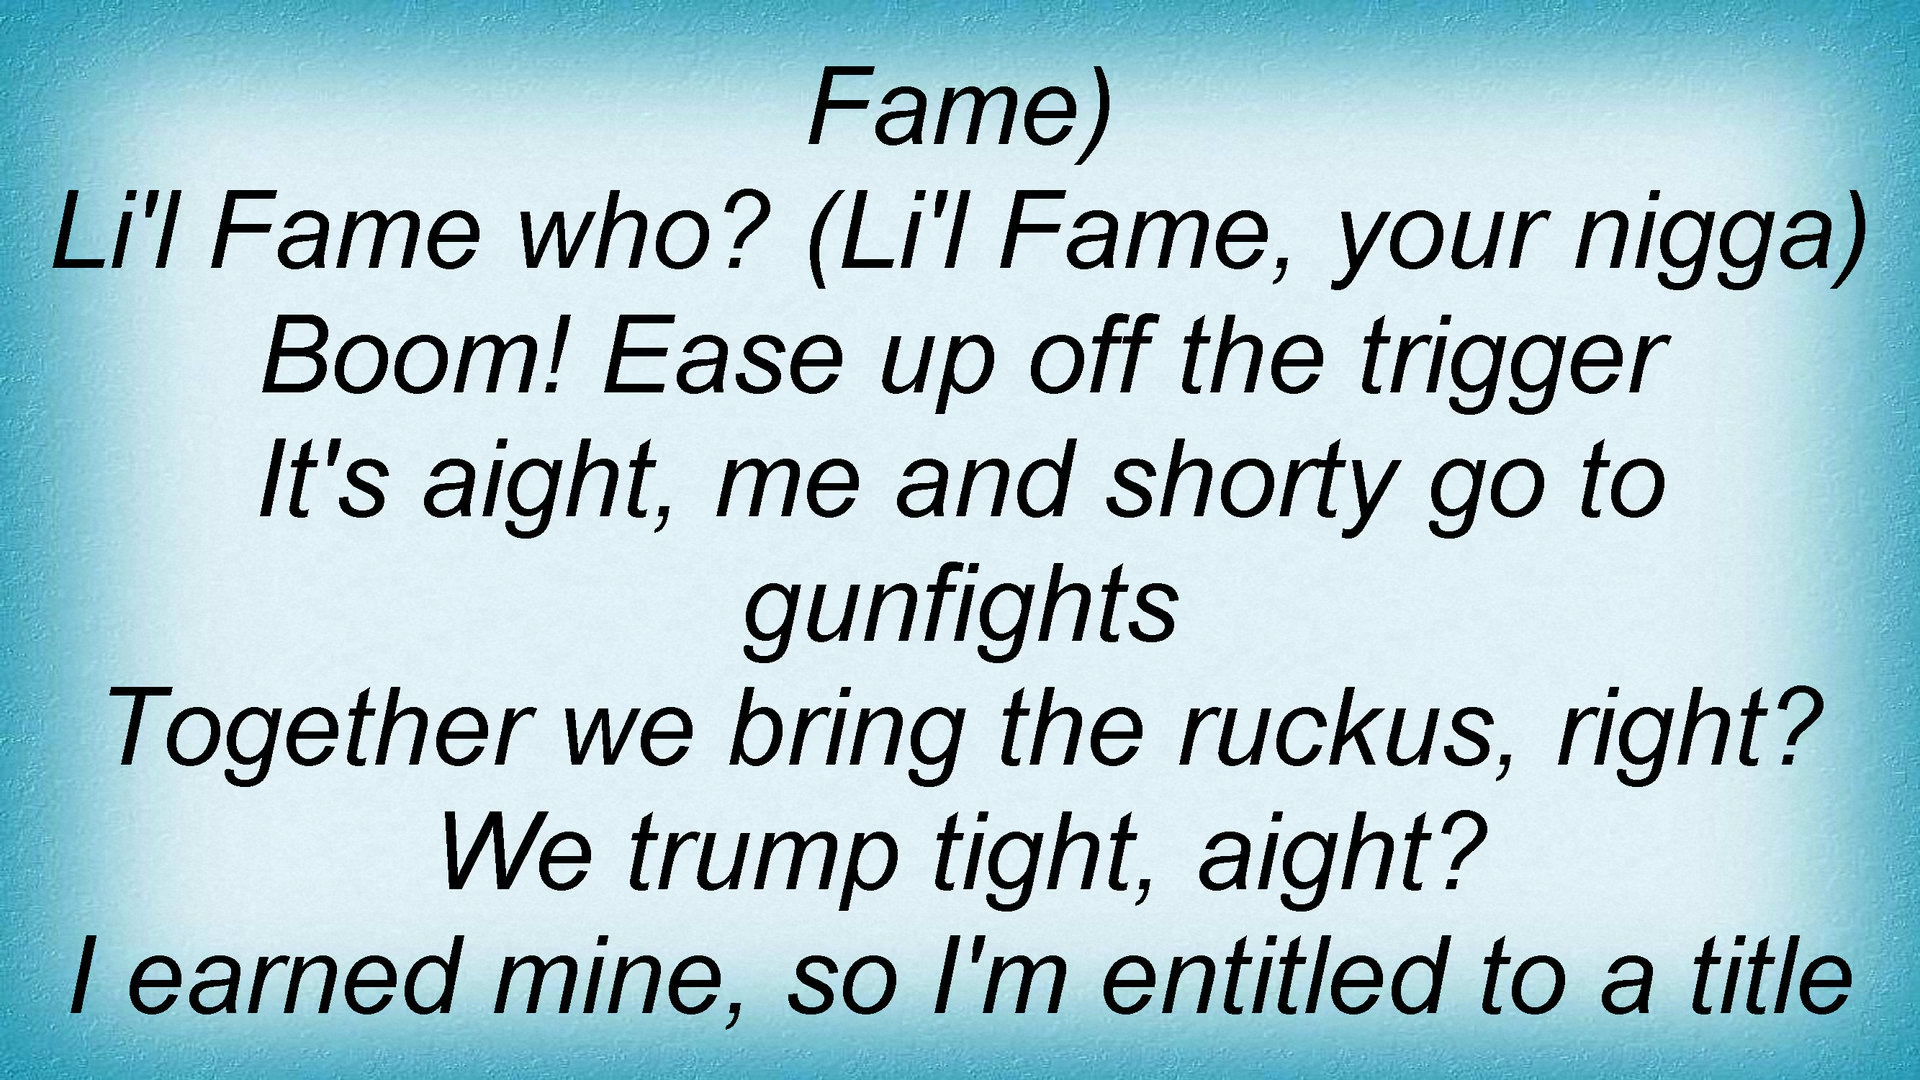 Fame)
Li'l Fame who? (Li'l Fame, your nigga)
Boom! Ease up off the trigger
It's aight, me and shorty go to
gunfights
Together we bring the ruckus, right?
We trump tight, aight?
I earned mine, so I'm entitled to a title